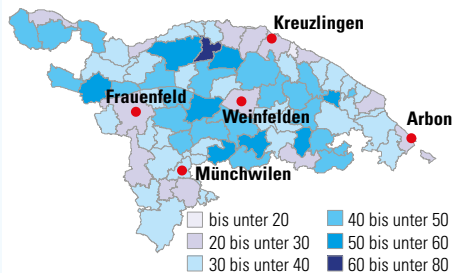 Kreuzlingen
Frauenfeld
Weinfelden
Arbon
Münchwilen
bis unter 20
40 bis unter 50
20 bis unter 30
50 bis unter 60
30 bis unter 40
60 bis unter 80